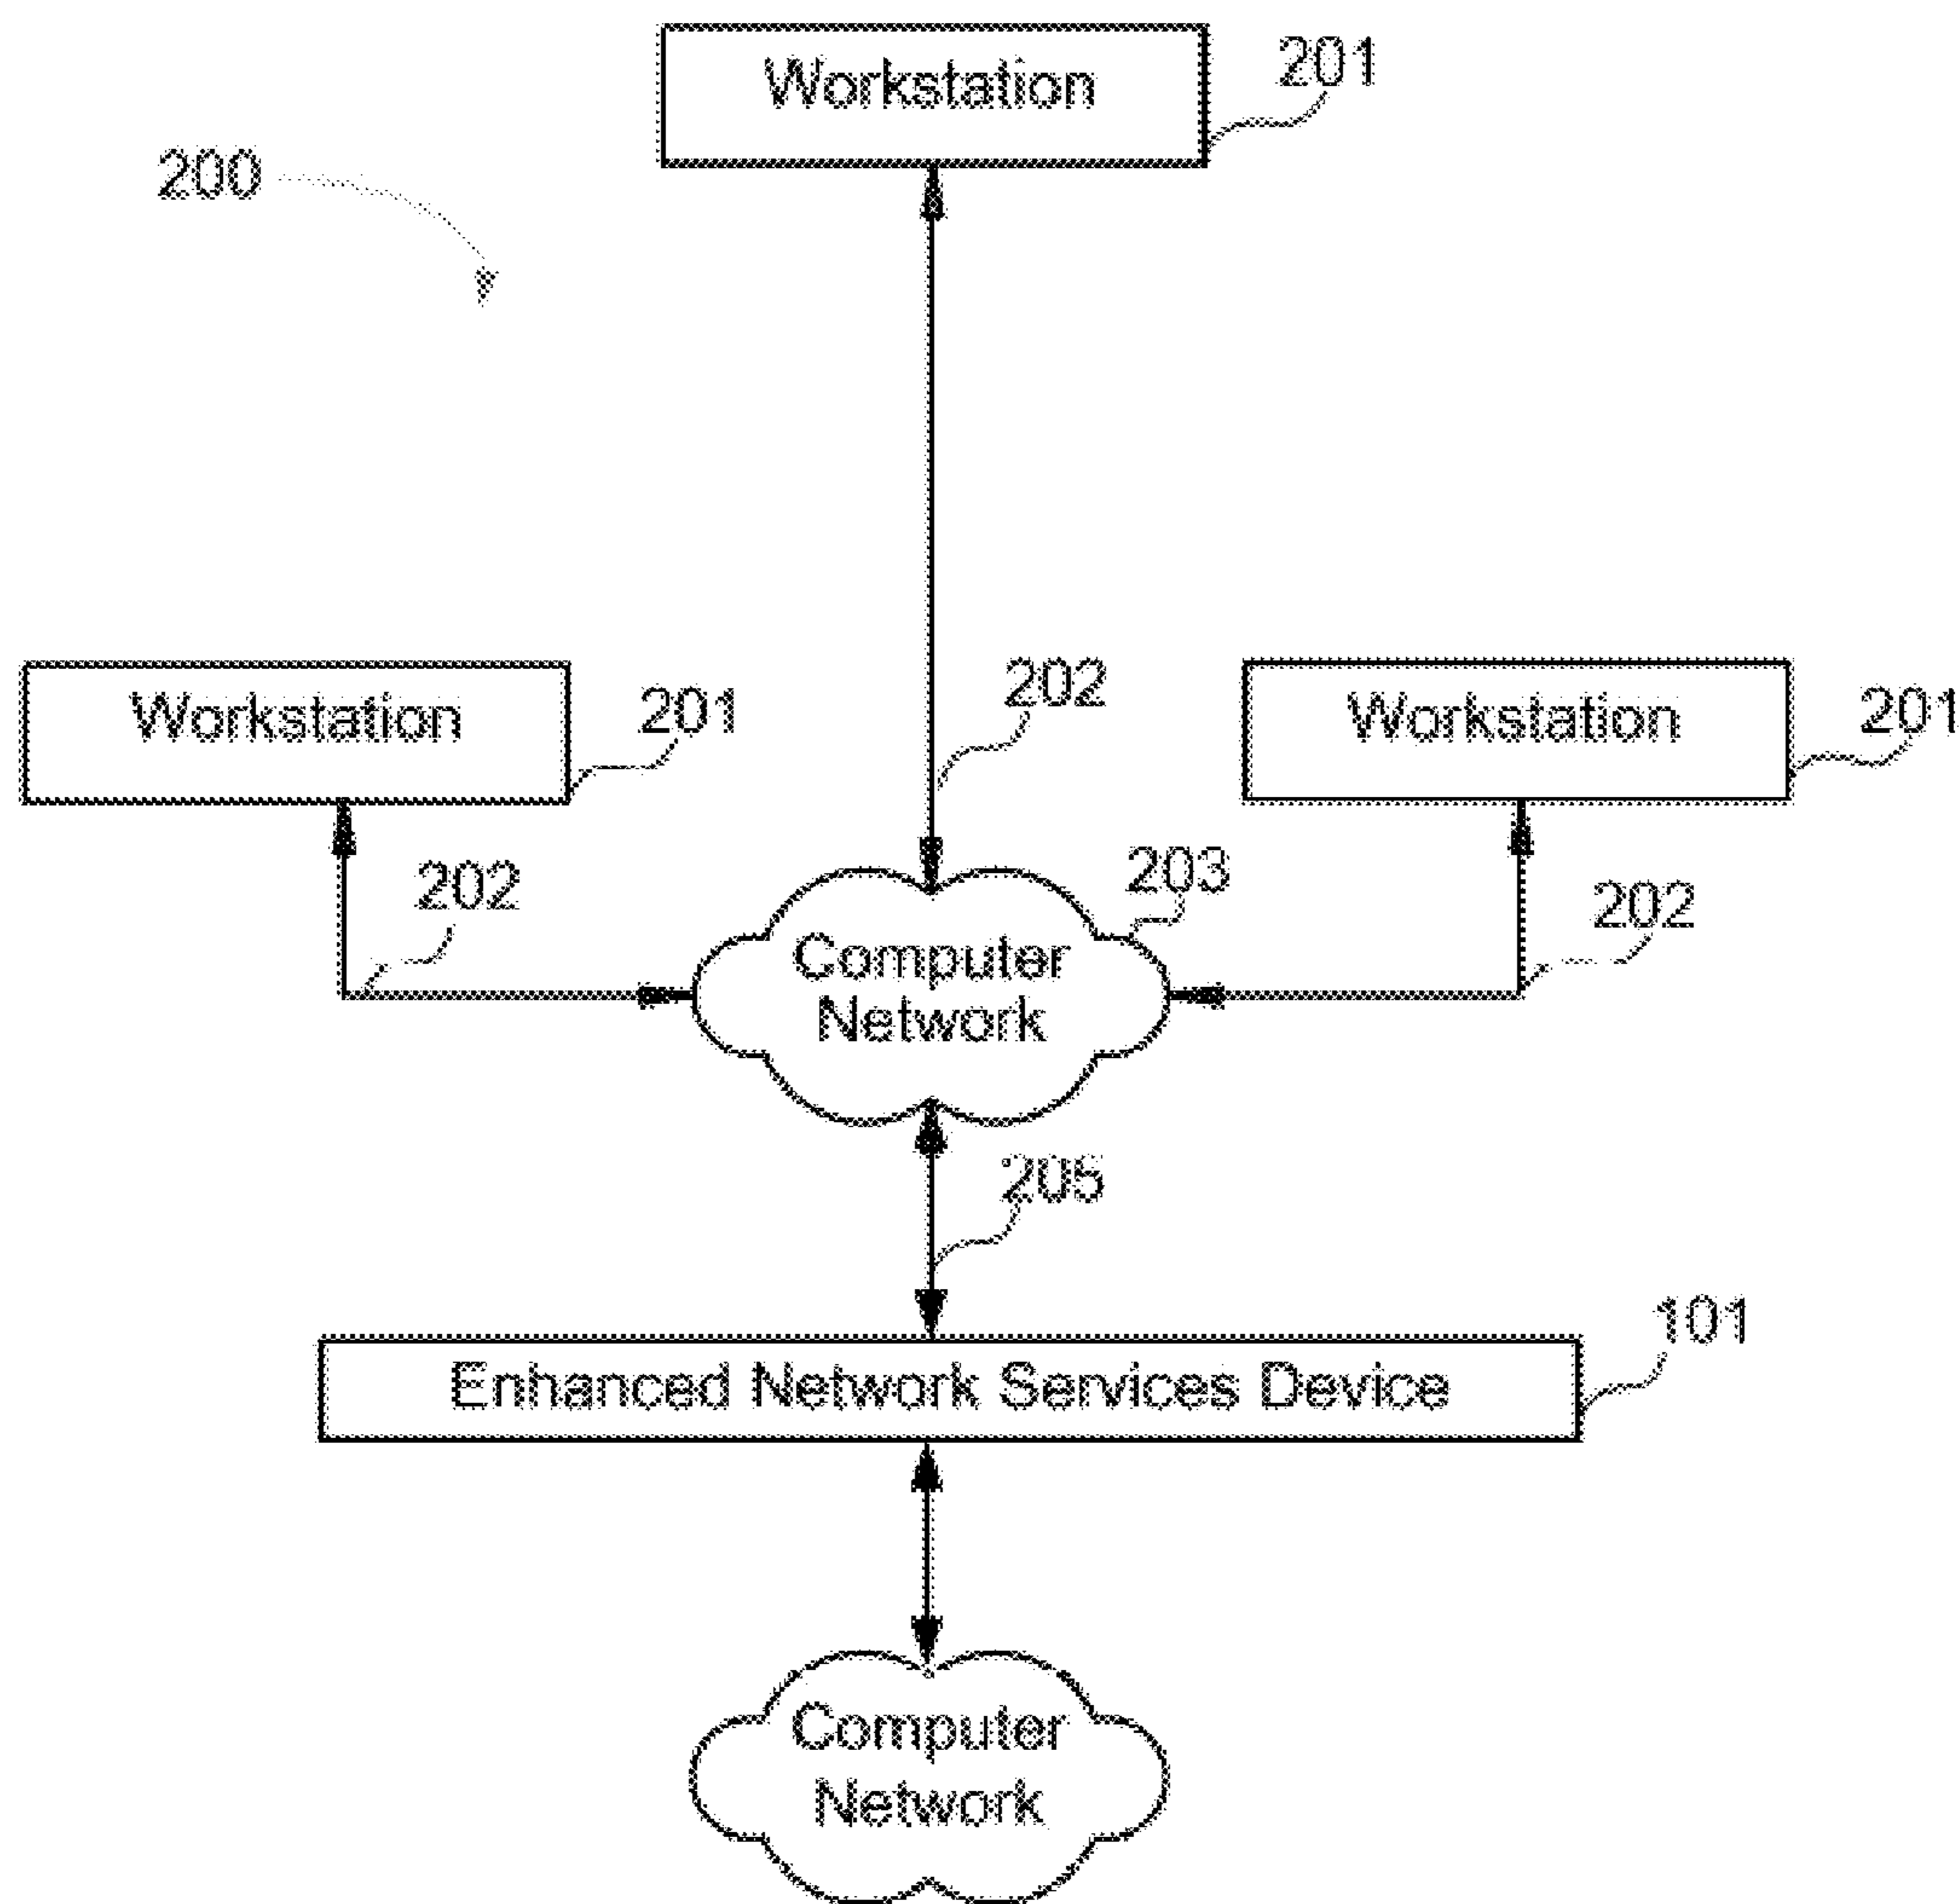 Workstation
201
200
Workstation
201
202
Workstation
201
202
203
202
Computer
Network
205
101
Enhanced Network Services Device
Computer
Network